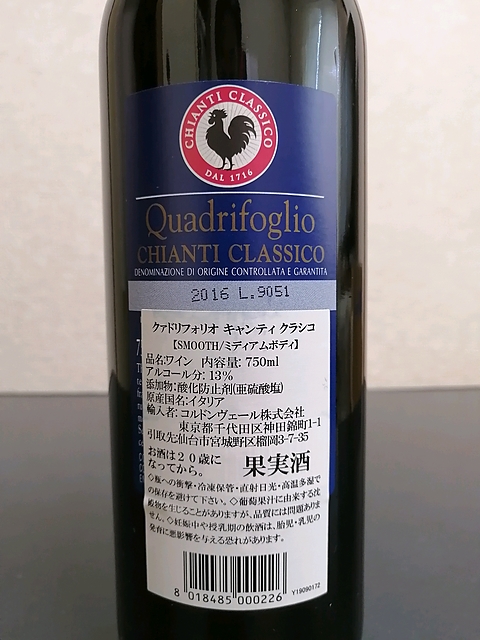 CHIANTI CLASSICO
DAL 1716
Quadrifoglio
CHIANTI CLASSICO
DENOMINAZIONE DI ORIGINE CONTROLLATA E GARANTITA
2016 L.9051
クァドリフォリオ キャンティ クラシコ
【SMOOTH/ミディアムボディ】
品名:ワイン 内容量:750ml
アルコール分:13%
添加物:酸化防止剤(亜硫酸塩)
原産国名:イタリア
輸入者:コルドンヴェール株式会社
東京都千代田区神田錦町1-1
引取先仙台市宮城野区榴岡3-7-35
お酒は20歳に
なってから。
果実酒
◇瓶への衝撃・冷凍保管・直射日光・高温多湿で
の保存を避けて下さい。◇葡萄果汁に由来する沈
殿物を生じることがありますが、品質には問題ありま
せん。◇妊娠中や授乳期の飲酒は、胎児・乳児の
発育に悪影響を与える恐れがあります。
8 018485 000226
Y19090172